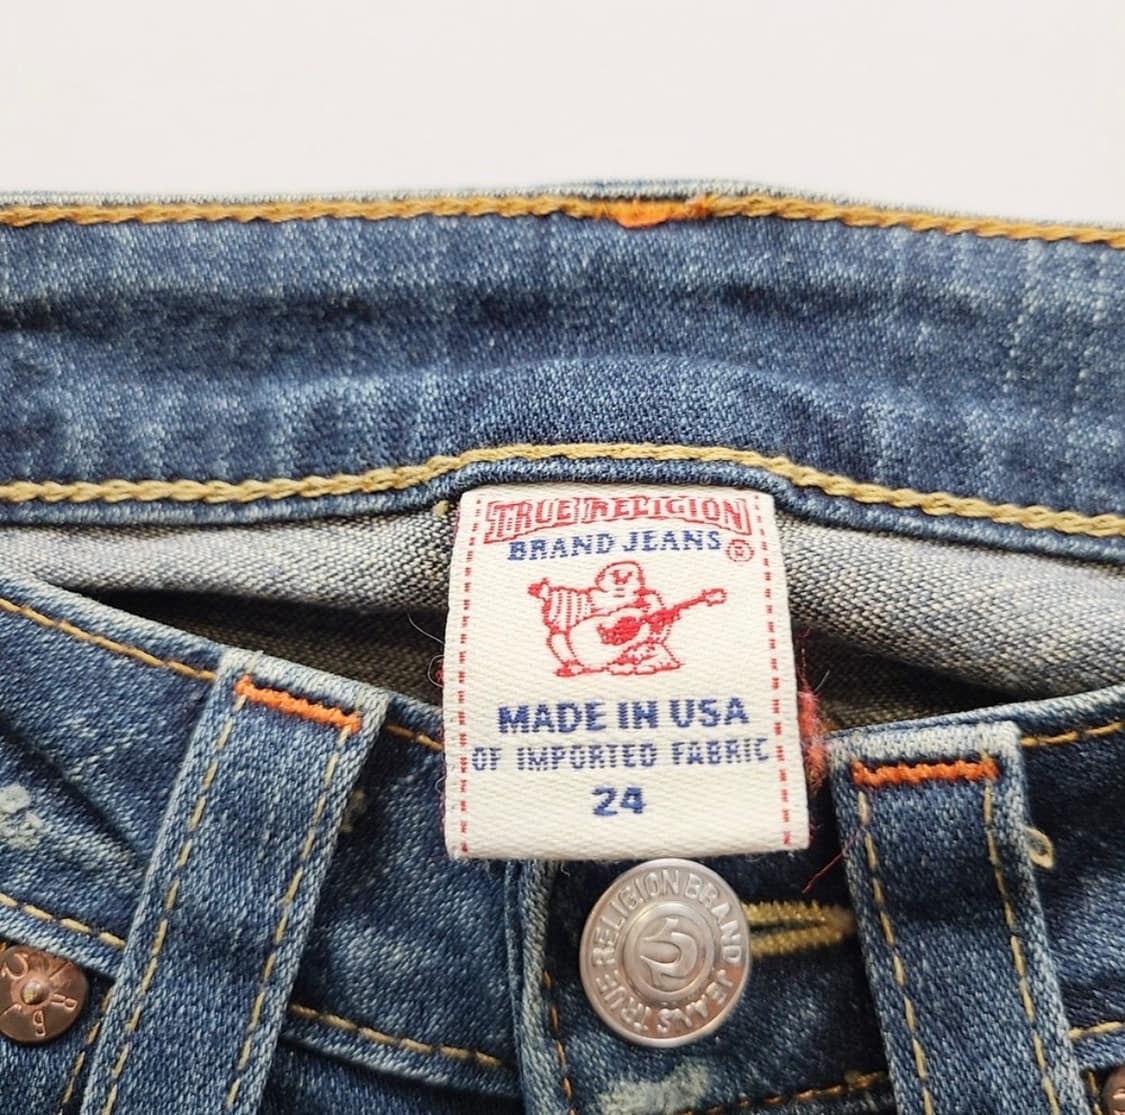 TRUE RELIGION
BRAND JEANS ®
MADE IN USA
OF IMPORTED FABRIC
24
RELIGION BRAND JEANS TRUE